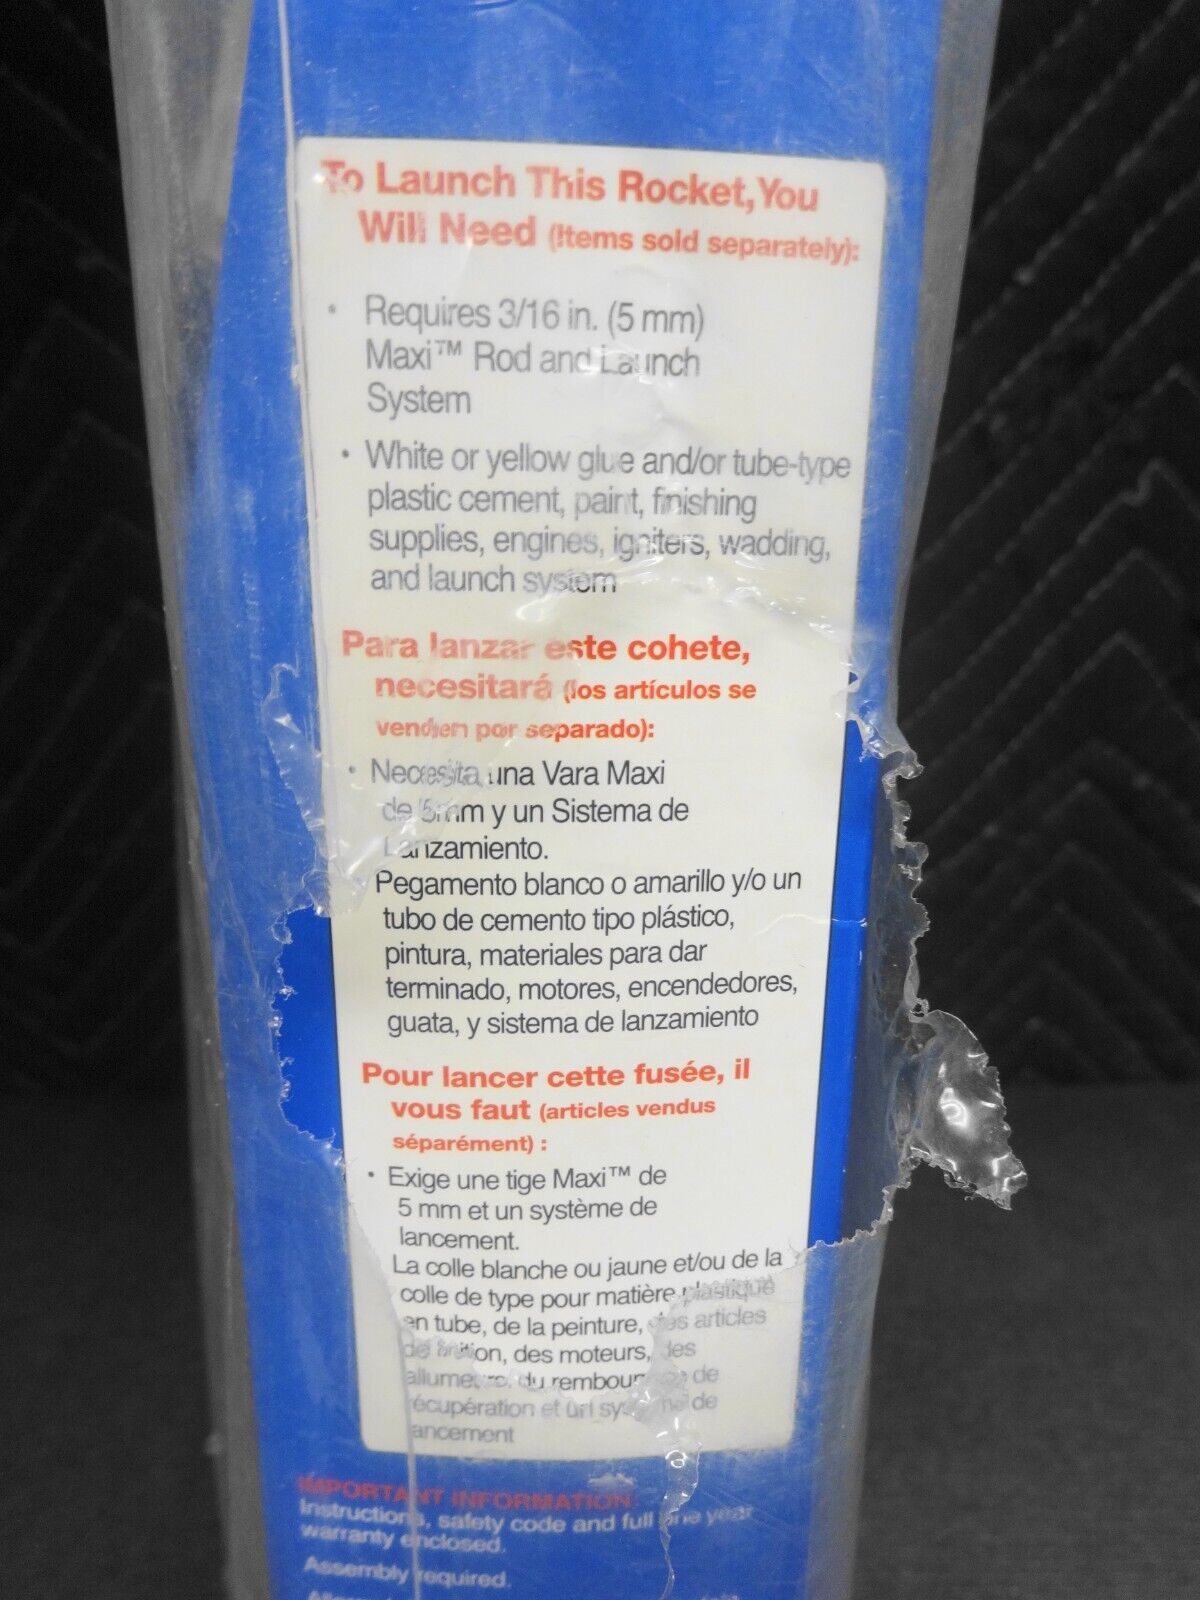 To Launch This Rocket, You
Will Need (Items sold separately):
• Requires 3/16 in. (5 mm)
Maxi™ Rod and Launch
System
• White or yellow glue and/or tube-type
plastic cement, paint, finishing
supplies, engines, igniters, wadding,
and launch system
Para lanzar este cohete,
necesitará (los artículos se
venden por separado):
• Necesita una Vara Maxi
de 5mm y un Sistema de
Lanzamiento.
Pegamento blanco o amarillo y/o un
tubo de cemento tipo plástico,
pintura, materiales para dar
terminado, motores, encendedores,
guata, y sistema de lanzamiento
Pour lancer cette fusée, il
vous faut (articles vendus
séparément) :
• Exige une tige Maxi™ de
5 mm et un système de
lancement.
La colle blanche ou jaune et/ou de la
colle de type pour matière plastique
en tube, de la peinture, des articles
de finition, des moteurs, des
du de
récupération et un système de
lancement
IMPORTANT INFORMATION:
Instructions, safety code and full one year
warranty enclosed.
Assembly required.